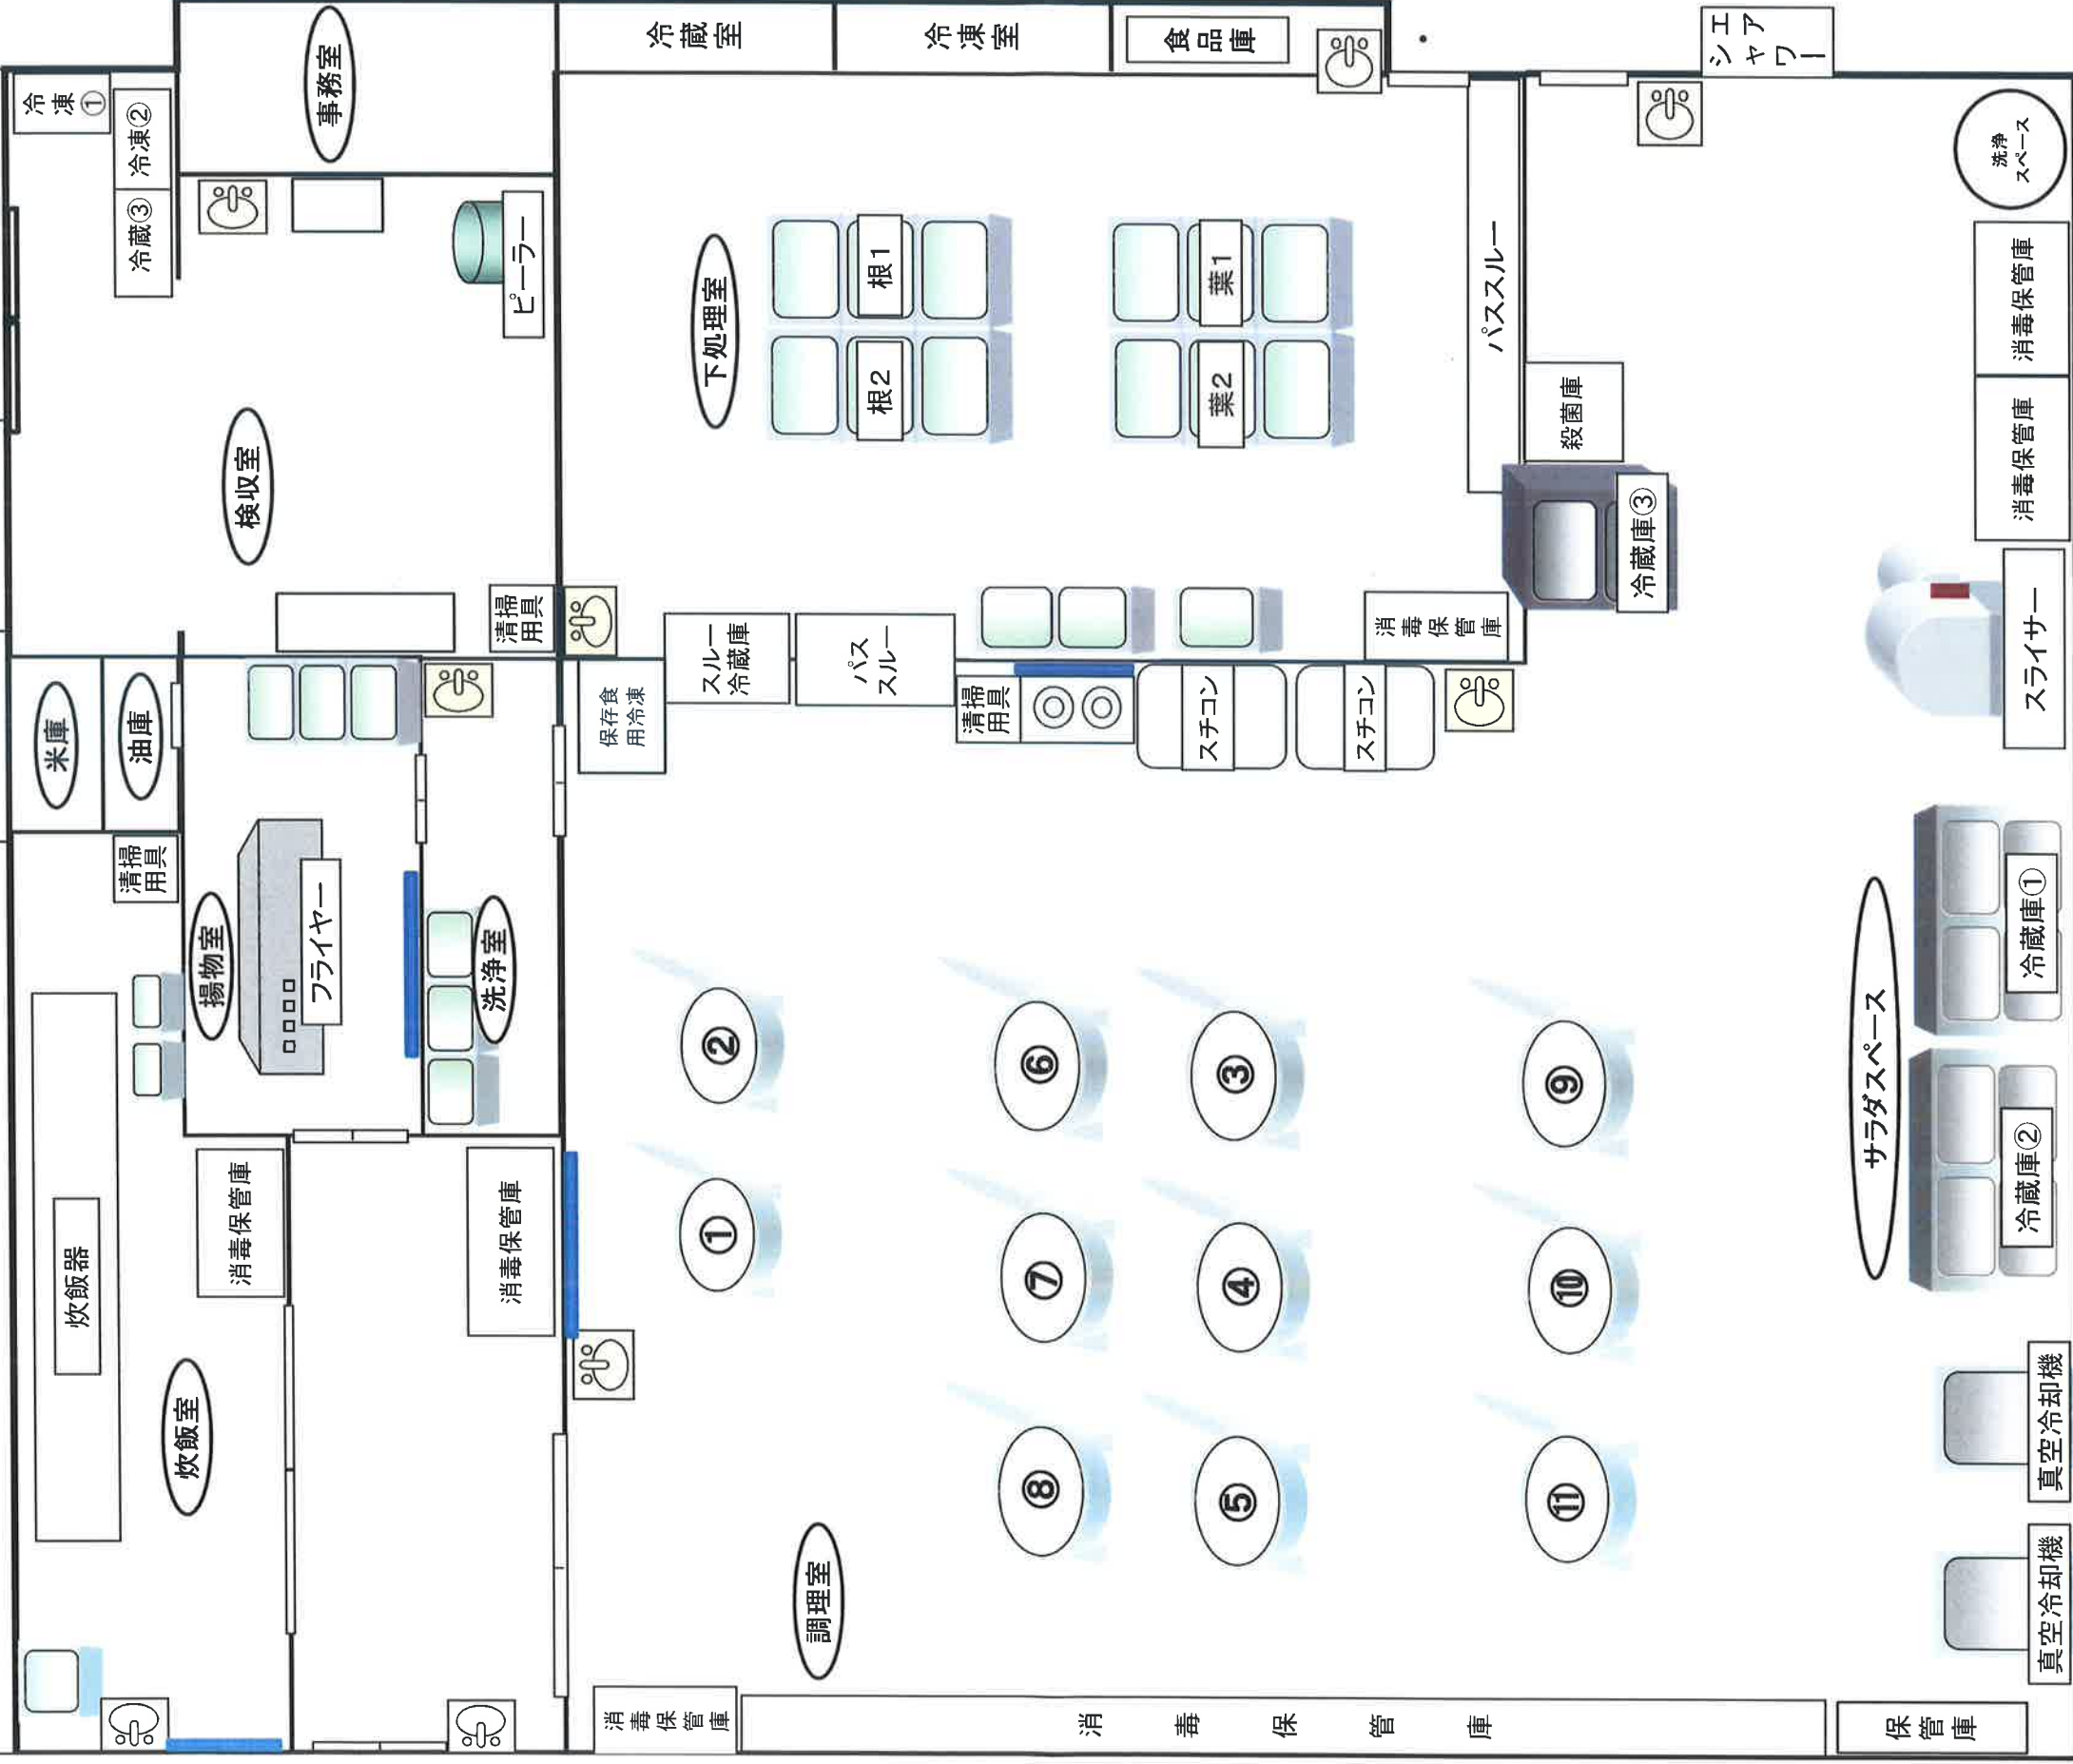 冷蔵室
冷凍室
食品庫
シャワー
エアー
事務室
冷凍①
冷凍②
冷蔵③
ピーラー
検収室
清掃
用具
下処理室
根1
根2
葉1
葉2
パススルー
殺菌庫
冷蔵庫③
洗浄
スペース
消毒保管庫
消毒保管庫
スライサー
米庫
油庫
清掃
用具
揚物室
フライヤー
洗浄室
保存食
用冷凍
スルー
冷蔵庫
パス
スルー
清掃
用具
スチコン
スチコン
消毒保管庫
炊飯器
炊飯室
消毒保管庫
消毒保管庫
②
⑥
③
⑨
①
⑦
④
⑩
⑧
⑤
⑪
サラダスペース
冷蔵庫①
冷蔵庫②
真空冷却機
真空冷却機
調理室
消毒保管庫
消毒保管庫
保管庫